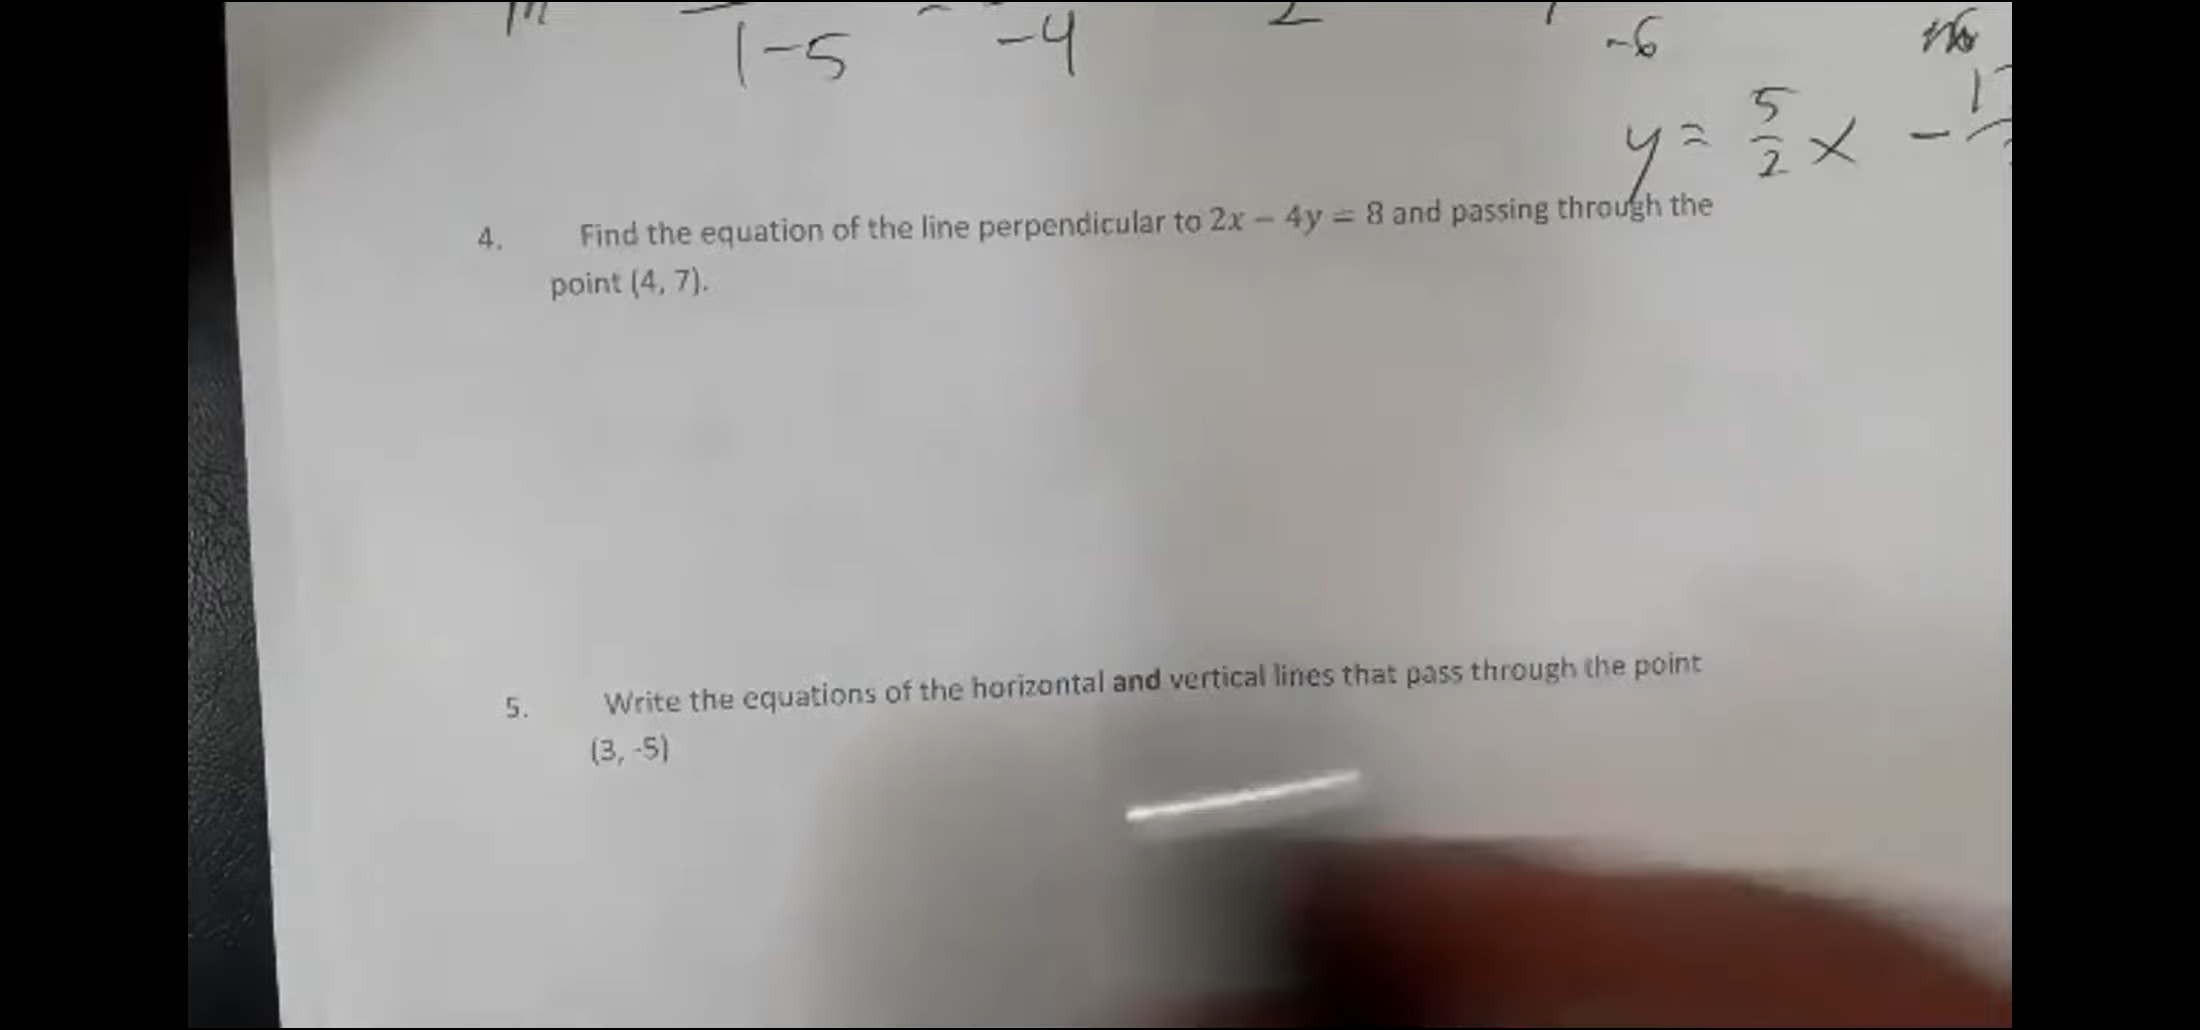 1-5 -4 -6
y = 5/2 x -
4. Find the equation of the line perpendicular to 2x – 4y = 8 and passing through the
point (4, 7).
5. Write the equations of the horizontal and vertical lines that pass through the point
(3, -5)